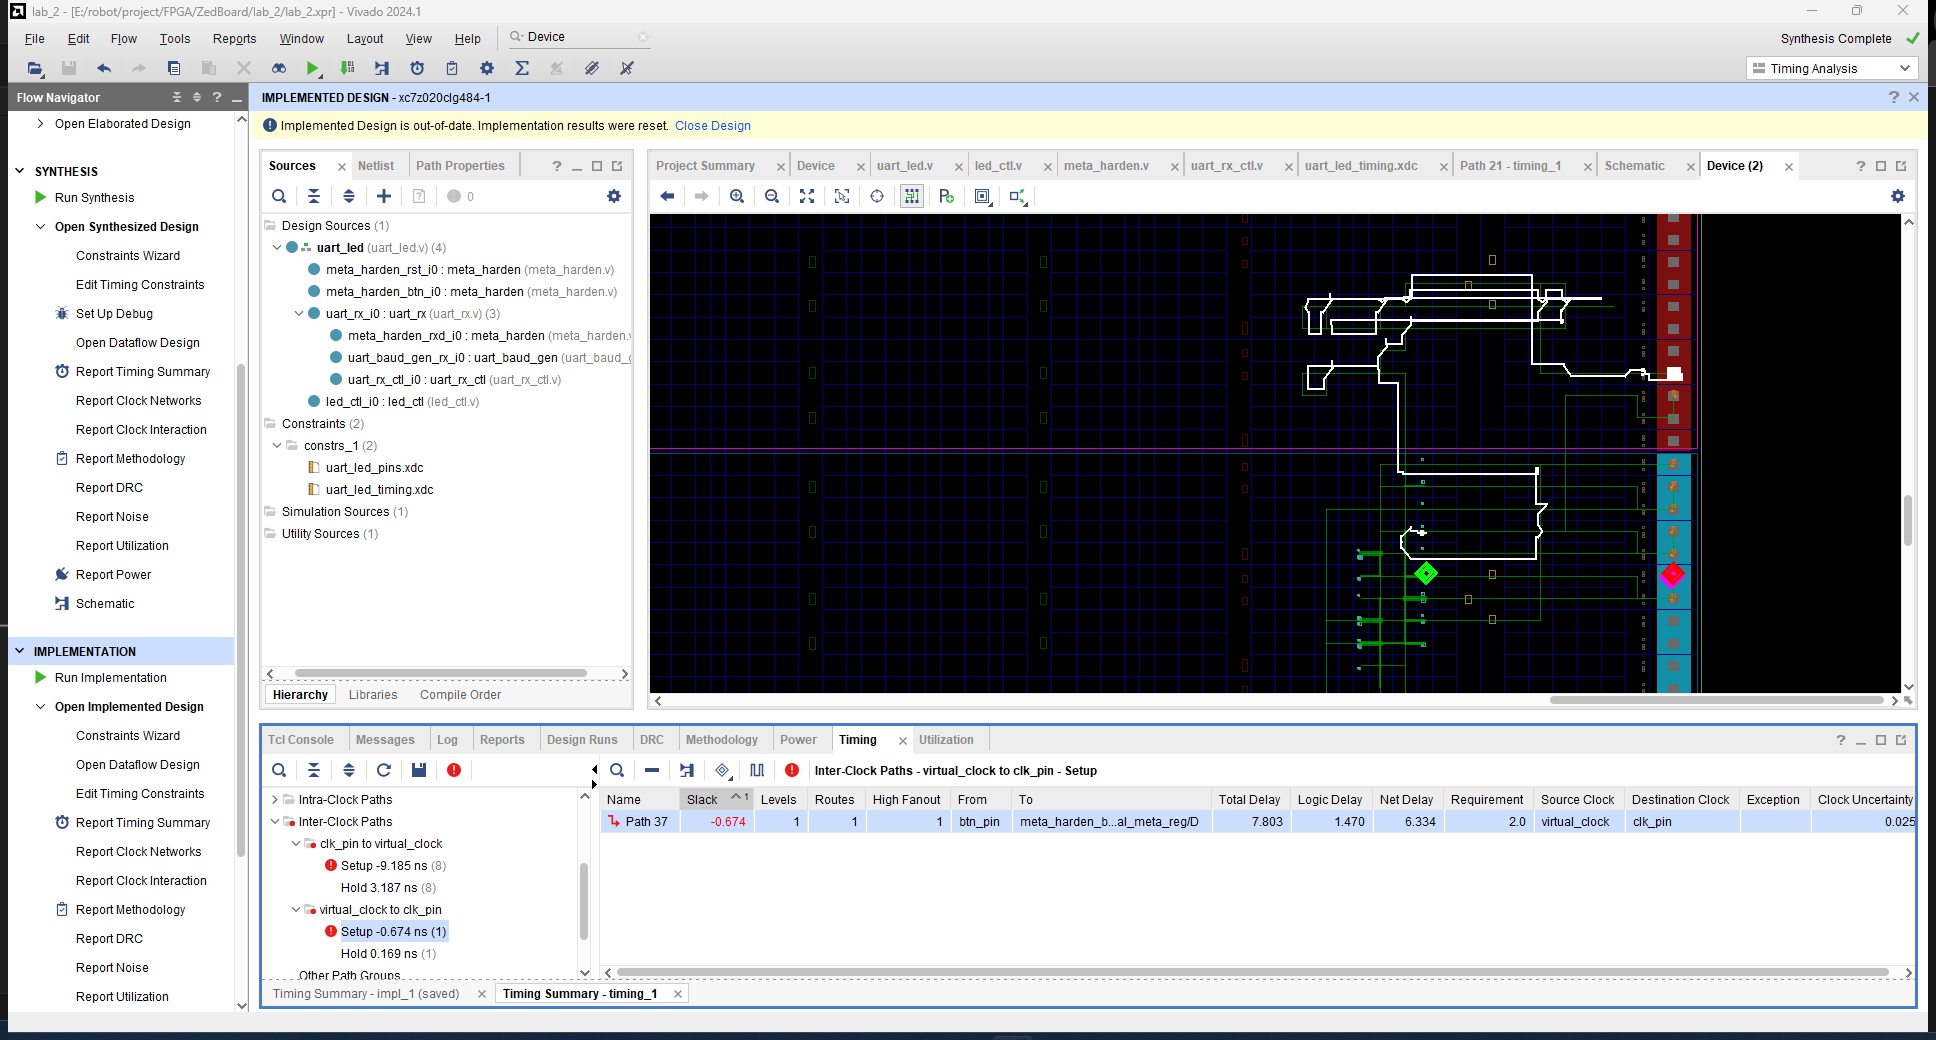 lab_2 - [E:/robot/project/FPGA/ZedBoard/lab_2/lab_2.xpr] - Vivado 2024.1
File Edit Flow Tools Reports Window Layout View Help Device
Synthesis Complete
Timing Analysis
Flow Navigator
Open Elaborated Design
SYNTHESIS
Run Synthesis
Open Synthesized Design
Constraints Wizard
Edit Timing Constraints
Set Up Debug
Open Dataflow Design
Report Timing Summary
Report Clock Networks
Report Clock Interaction
Report Methodology
Report DRC
Report Noise
Report Utilization
Report Power
Schematic
IMPLEMENTATION
Run Implementation
Open Implemented Design
Constraints Wizard
Open Dataflow Design
Edit Timing Constraints
Report Timing Summary
Report Clock Networks
Report Clock Interaction
Report Methodology
Report DRC
Report Noise
Report Utilization
IMPLEMENTED DESIGN - xc7z020clg484-1
Implemented Design is out-of-date. Implementation results were reset. Close Design
Sources Netlist Path Properties
0
Design Sources (1)
uart_led (uart_led.v) (4)
meta_harden_rst_i0 : meta_harden (meta_harden.v)
meta_harden_btn_i0 : meta_harden (meta_harden.v)
uart_rx_i0 : uart_rx (uart_rx.v) (3)
meta_harden_rxd_i0 : meta_harden (meta_harden.v
uart_baud_gen_rx_i0 : uart_baud_gen (uart_baud_g
uart_rx_ctl_i0 : uart_rx_ctl (uart_rx_ctl.v)
led_ctl_i0 : led_ctl (led_ctl.v)
Constraints (2)
constrs_1 (2)
uart_led_pins.xdc
uart_led_timing.xdc
Simulation Sources (1)
Utility Sources (1)
Hierarchy Libraries Compile Order
Project Summary Device uart_led.v led_ctl.v meta_harden.v uart_rx_ctl.v uart_led_timing.xdc Path 21 - timing_1 Schematic Device (2)
Tcl Console Messages Log Reports Design Runs DRC Methodology Power Timing Utilization
Intra-Clock Paths
Inter-Clock Paths
clk_pin to virtual_clock
Setup -9.185 ns (8)
Hold 3.187 ns (8)
virtual_clock to clk_pin
Setup -0.674 ns (1)
Hold 0.169 ns (1)
Other Path Groups
Inter-Clock Paths - virtual_clock to clk_pin - Setup
Name Slack 1 Levels Routes High Fanout From To Total Delay Logic Delay Net Delay Requirement Source Clock Destination Clock Exception Clock Uncertainty
Path 37 -0.674 1 1 1 btn_pin meta_harden_b...al_meta_reg/D 7.803 1.470 6.334 2.0 virtual_clock clk_pin 0.025
Timing Summary - impl_1 (saved) Timing Summary - timing_1